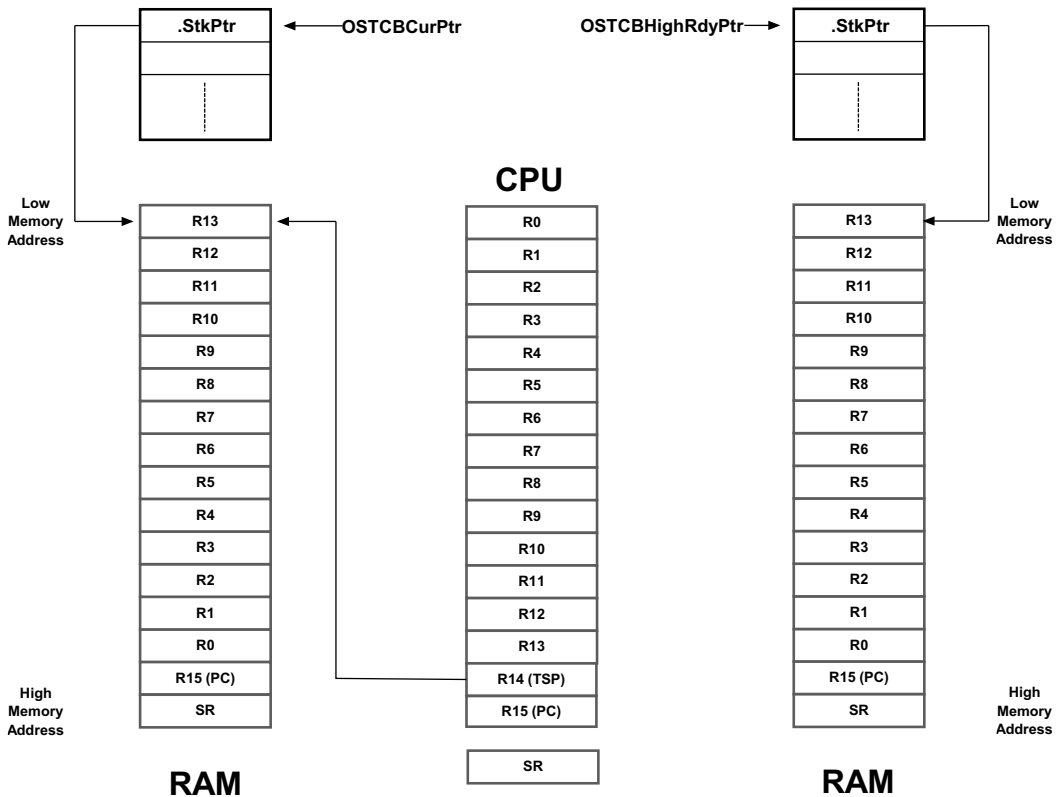 .StkPtr
OSTCBCurPtr
OSTCBHighRdyPtr
.StkPtr
CPU
Low
Memory
Address
R13
R12
R11
R10
R9
R8
R7
R6
R5
R4
R3
R2
R1
R0
R15 (PC)
SR
High
Memory
Address
RAM
R0
R1
R2
R3
R4
R5
R6
R7
R8
R9
R10
R11
R12
R13
R14 (TSP)
R15 (PC)
SR
Low
Memory
Address
R13
R12
R11
R10
R9
R8
R7
R6
R5
R4
R3
R2
R1
R0
R15 (PC)
SR
High
Memory
Address
RAM